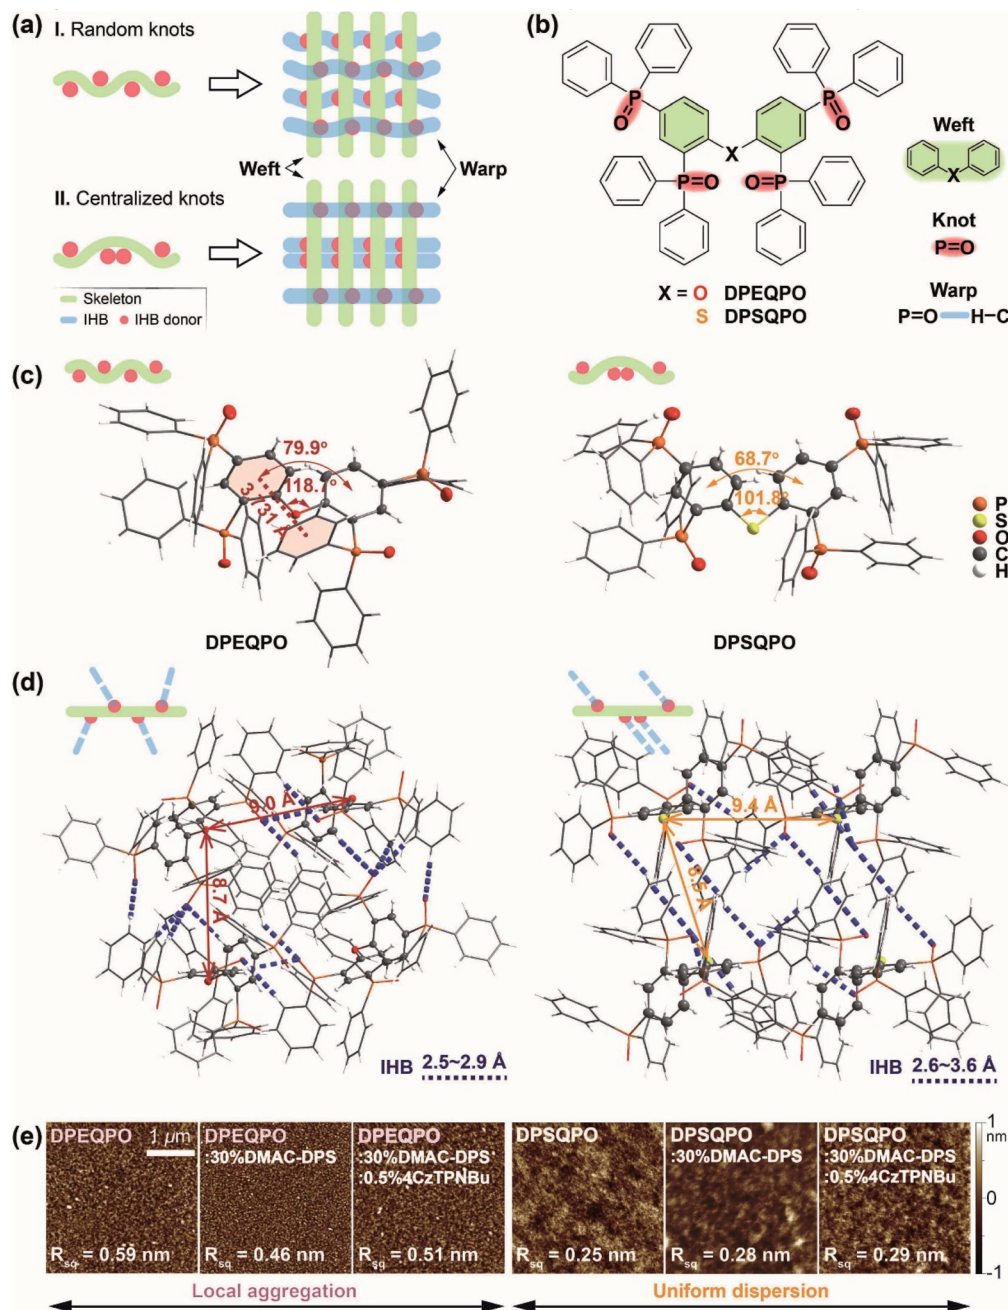 (a)
I. Random knots
Weft
Warp
II. Centralized knots
Skeleton
IHB
IHB donor
(b)
P
O
P
O
X
P=O
O=P
X = O DPEQPO
S DPSQPO
Weft
X
Knot
P=O
Warp
P=O H–C
(c)
79.9°
118.7°
3.731 Å
DPEQPO
68.7°
101.8°
DPSQPO
P
S
O
C
H
(d)
9.0 Å
8.7 Å
IHB 2.5~2.9 Å
9.4 Å
8.5 Å
IHB 2.6~3.6 Å
(e)
DPEQPO
1 µm
Rsq = 0.59 nm
DPEQPO
:30%DMAC-DPS
Rsq = 0.46 nm
DPEQPO
:30%DMAC-DPS
:0.5%4CzTPNBu
Rsq = 0.51 nm
DPSQPO
Rsq = 0.25 nm
DPSQPO
:30%DMAC-DPS
Rsq = 0.28 nm
DPSQPO
:30%DMAC-DPS
:0.5%4CzTPNBu
Rsq = 0.29 nm
1
nm
0
-1
Local aggregation
Uniform dispersion